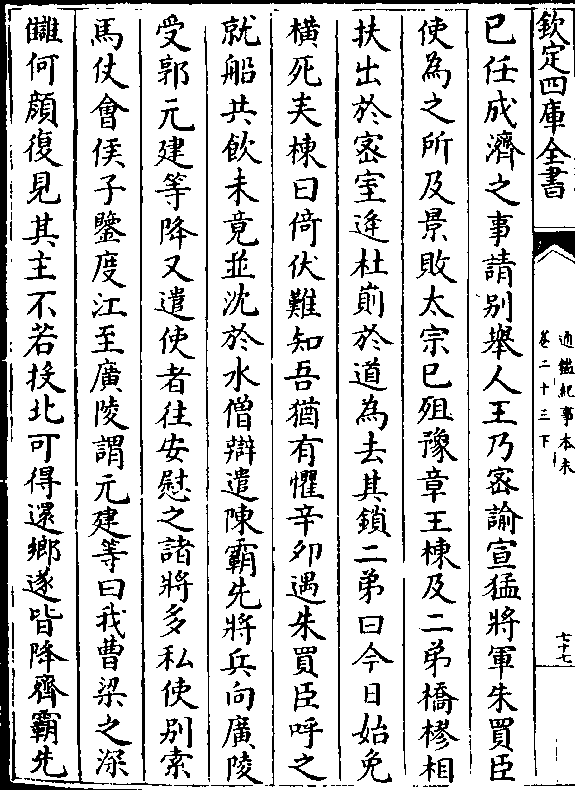 欽定四庫全書
通鑑紀事本末
卷二十三下
七十七
已任成濟之事請别舉人王乃密諭宣猛將軍朱買臣
使為之所及景敗太宗已殂豫章王棟及二弟橋樛相
扶出於密室逢杜崱於道為去其鎖二弟曰今日始免
横死矣棟曰倚伏難知吾猶有懼辛夘遇朱買臣呼之
就船共飲未竟並沈於水僧辯遣陳霸先將兵向廣陵
受郭元建等降又遣使者往安慰之諸將多私使别索
馬仗會侯子鑒度江至廣陵謂元建等曰我曹梁之深
讎何顔復見其主不若投北可得還鄉遂皆降齊霸先